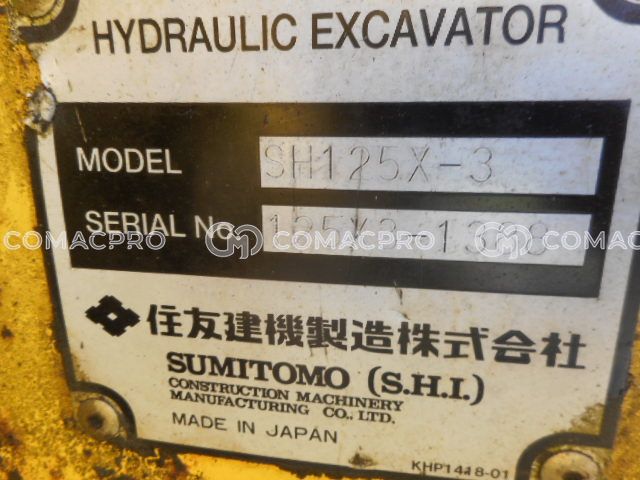 HYDRAULIC EXCAVATOR
MODEL SH125X-3
SERIAL No.
COMACPRO COMACPRO COMACPRO
住友建機製造株式会社
SUMITOMO (S.H.I.)
CONSTRUCTION MACHINERY
MANUFACTURING CO., LTD.
MADE IN JAPAN
KHP1418-01